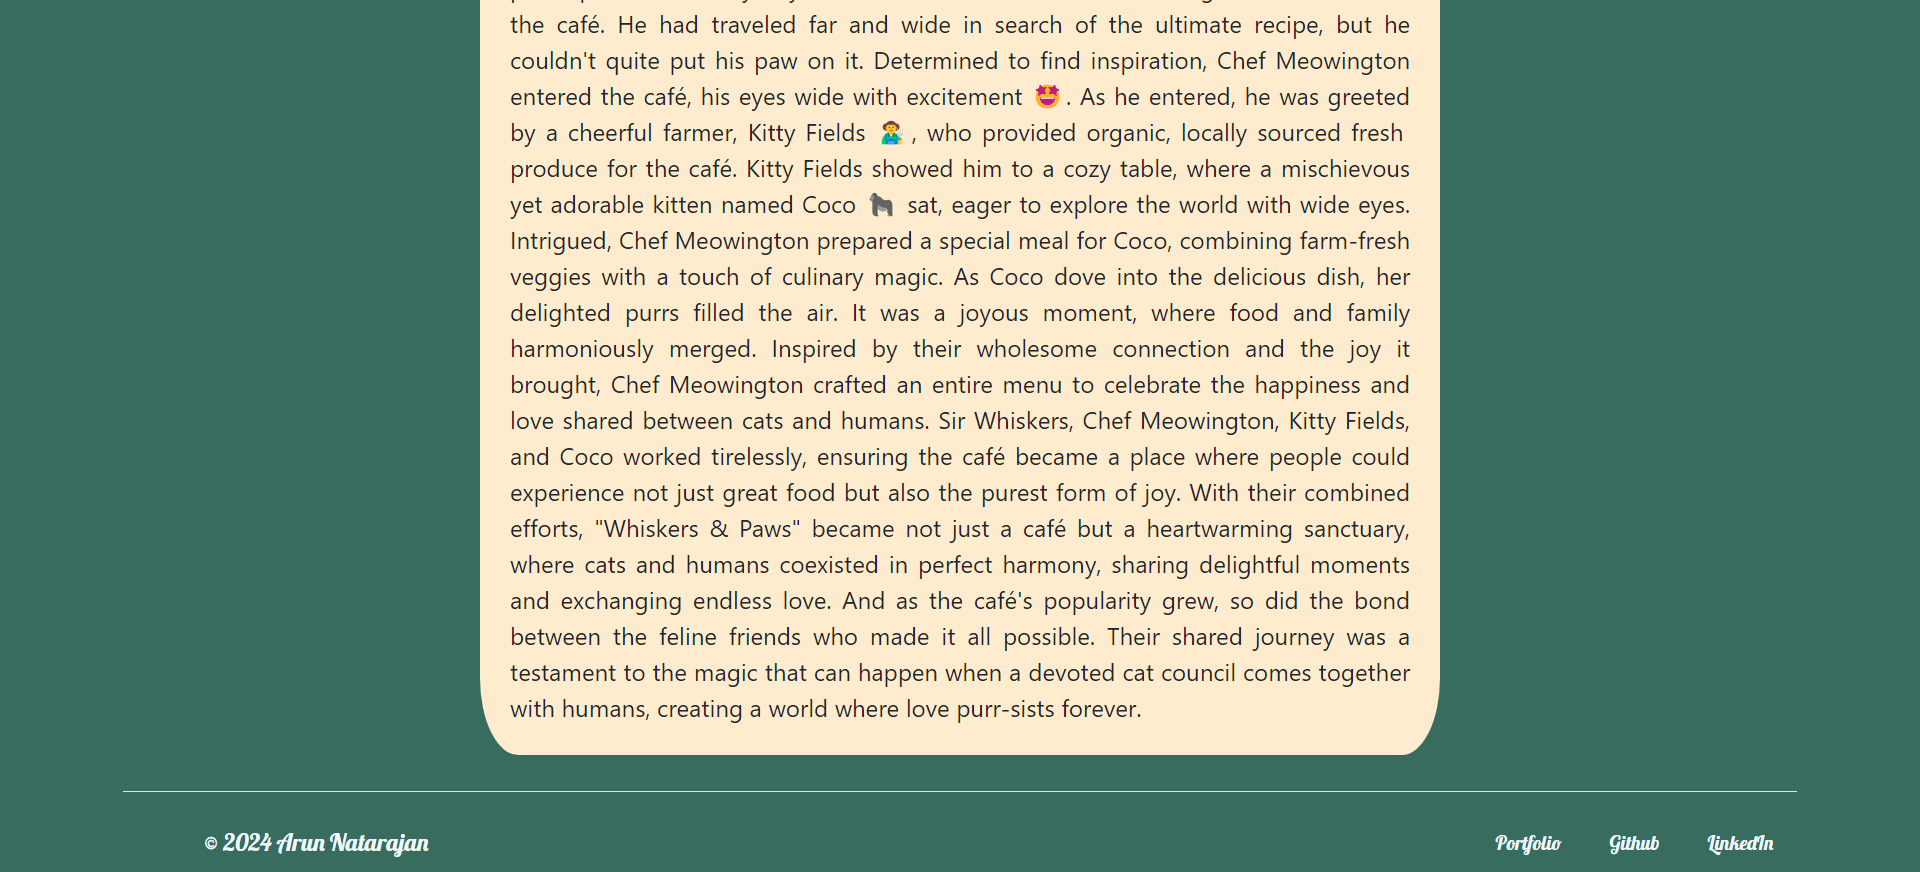 the café. He had traveled far and wide in search of the ultimate recipe, but he
couldn't quite put his paw on it. Determined to find inspiration, Chef Meowington
entered the café, his eyes wide with excitement 🤩. As he entered, he was greeted
by a cheerful farmer, Kitty Fields 🧑‍🌾, who provided organic, locally sourced fresh
produce for the café. Kitty Fields showed him to a cozy table, where a mischievous
yet adorable kitten named Coco 🦍 sat, eager to explore the world with wide eyes.
Intrigued, Chef Meowington prepared a special meal for Coco, combining farm-fresh
veggies with a touch of culinary magic. As Coco dove into the delicious dish, her
delighted purrs filled the air. It was a joyous moment, where food and family
harmoniously merged. Inspired by their wholesome connection and the joy it
brought, Chef Meowington crafted an entire menu to celebrate the happiness and
love shared between cats and humans. Sir Whiskers, Chef Meowington, Kitty Fields,
and Coco worked tirelessly, ensuring the café became a place where people could
experience not just great food but also the purest form of joy. With their combined
efforts, "Whiskers & Paws" became not just a café but a heartwarming sanctuary,
where cats and humans coexisted in perfect harmony, sharing delightful moments
and exchanging endless love. And as the café's popularity grew, so did the bond
between the feline friends who made it all possible. Their shared journey was a
testament to the magic that can happen when a devoted cat council comes together
with humans, creating a world where love purr-sists forever.
© 2024 Arun Natarajan
Portfolio Github LinkedIn